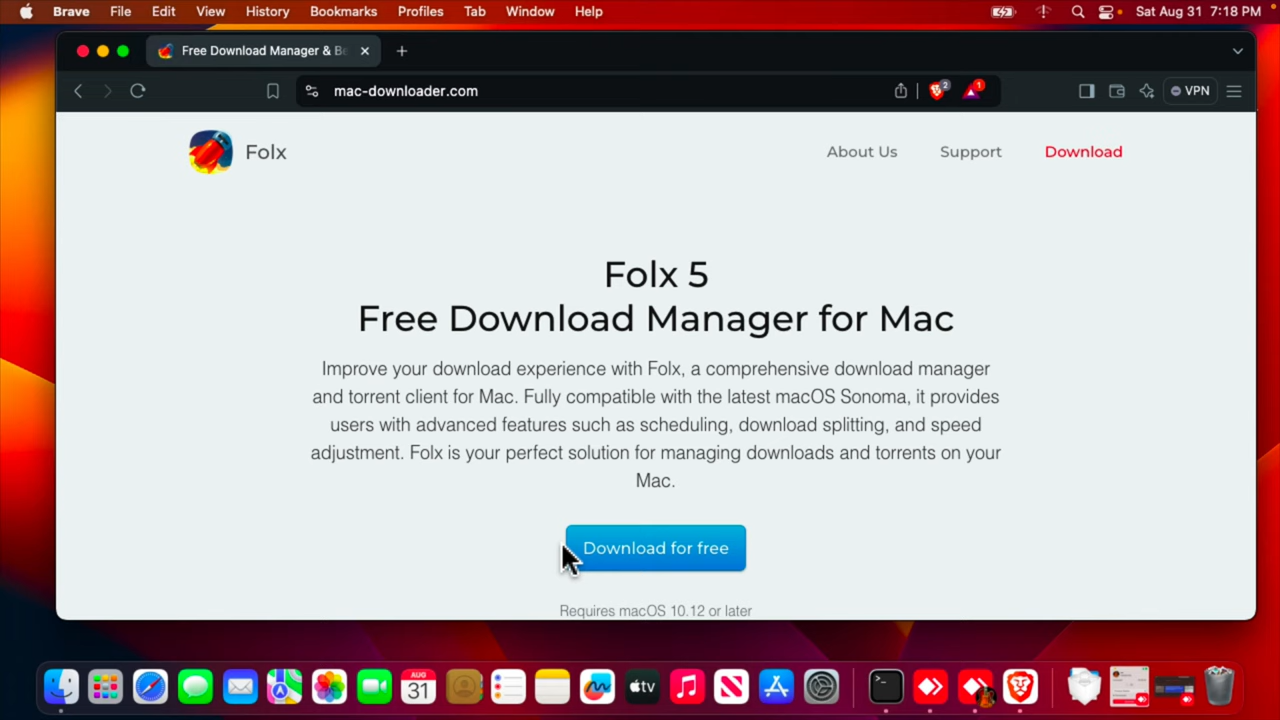 Brave File Edit View History Bookmarks Profiles Tab Window Help Sat Aug 31 7:18 PM
Free Download Manager & Be
mac-downloader.com 2 1 VPN
Folx About Us Support Download
Folx 5
Free Download Manager for Mac
Improve your download experience with Folx, a comprehensive download manager
and torrent client for Mac. Fully compatible with the latest macOS Sonoma, it provides
users with advanced features such as scheduling, download splitting, and speed
adjustment. Folx is your perfect solution for managing downloads and torrents on your
Mac.
Download for free
Requires macOS 10.12 or later
AUG
31
tv